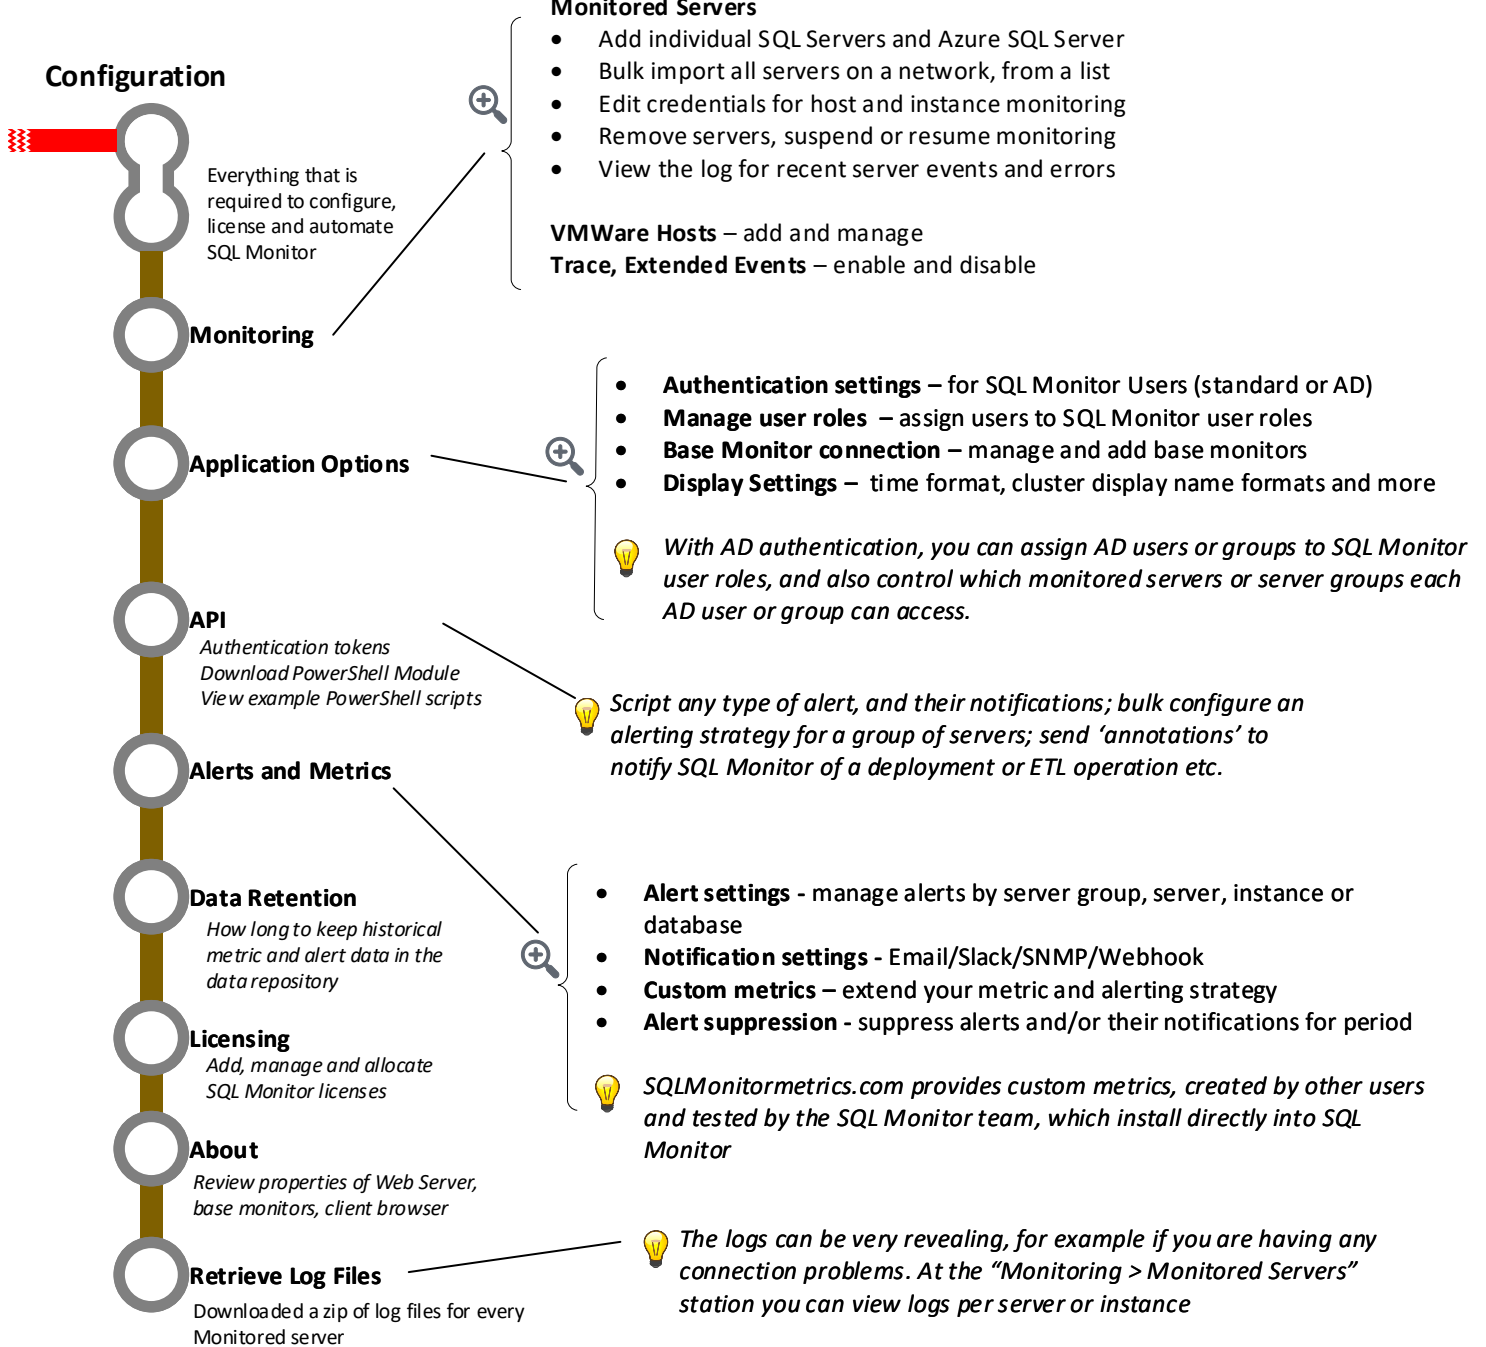 Monitored Servers
• Add individual SQL Servers and Azure SQL Server
• Bulk import all servers on a network, from a list
• Edit credentials for host and instance monitoring
• Remove servers, suspend or resume monitoring
• View the log for recent server events and errors
VMWare Hosts – add and manage
Trace, Extended Events – enable and disable
Configuration
Everything that is
required to configure,
license and automate
SQL Monitor
Monitoring
• Authentication settings – for SQL Monitor Users (standard or AD)
• Manage user roles – assign users to SQL Monitor user roles
• Base Monitor connection – manage and add base monitors
• Display Settings – time format, cluster display name formats and more
Application Options
With AD authentication, you can assign AD users or groups to SQL Monitor
user roles, and also control which monitored servers or server groups each
AD user or group can access.
API
Authentication tokens
Download PowerShell Module
View example PowerShell scripts
Script any type of alert, and their notifications; bulk configure an
alerting strategy for a group of servers; send ‘annotations’ to
notify SQL Monitor of a deployment or ETL operation etc.
Alerts and Metrics
• Alert settings - manage alerts by server group, server, instance or
database
• Notification settings - Email/Slack/SNMP/Webhook
• Custom metrics – extend your metric and alerting strategy
• Alert suppression - suppress alerts and/or their notifications for period
Data Retention
How long to keep historical
metric and alert data in the
data repository
Licensing
Add, manage and allocate
SQL Monitor licenses
SQLMonitormetrics.com provides custom metrics, created by other users
and tested by the SQL Monitor team, which install directly into SQL
Monitor
About
Review properties of Web Server,
base monitors, client browser
The logs can be very revealing, for example if you are having any
connection problems. At the “Monitoring > Monitored Servers”
station you can view logs per server or instance
Retrieve Log Files
Downloaded a zip of log files for every
Monitored server